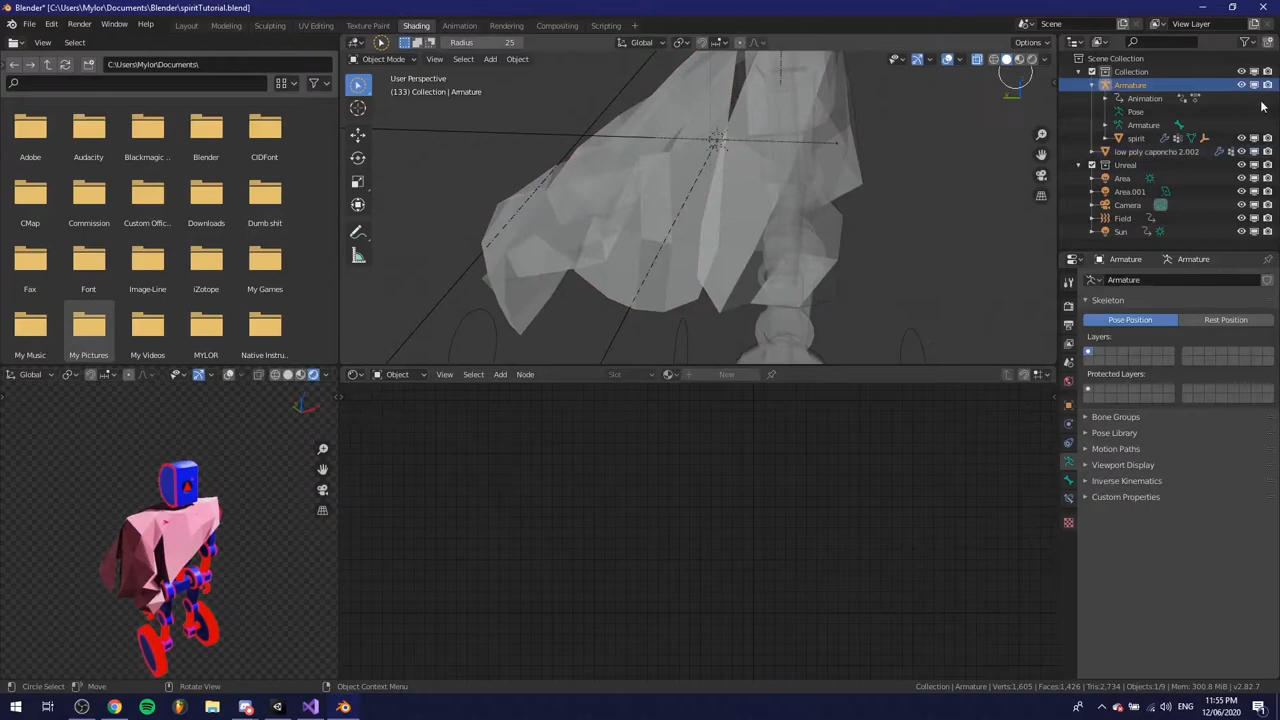 Blender* [C:\Users\Mylor\Documents\Blender\spiritTutorial.blend]
File Edit Render Window Help Layout Modeling Sculpting UV Editing Texture Paint Shading Animation Rendering Compositing Scripting Scene View Layer
View Select Radius 25 Global Options
C:\Users\Mylor\Documents\ Object Mode View Select Add Object
User Perspective
(133) Collection | Armature
Adobe Audacity Blackmagic ... Blender CIDFont
CMap Commission Custom Offic... Downloads Dumb shit
Fax Font Image-Line iZotope My Games
My Music My Pictures My Videos MYLOR Native Instru...
Scene Collection
Collection
Armature
Animation
Pose
Armature
spirit
low poly caponcho 2.002
Unreal
Area
Area.001
Camera
Field
Sun
Armature Armature
Armature
Skeleton
Pose Position Rest Position
Layers:
Protected Layers:
Bone Groups
Pose Library
Motion Paths
Viewport Display
Inverse Kinematics
Custom Properties
Global Object View Select Add Node Slot New
Circle Select Move Rotate View Object Context Menu Collection | Armature | Verts:1,605 | Faces:1,426 | Tris:2,734 | Objects:1/9 | Mem: 300.8 MiB | v2.82.7
ENG 11:55 PM
12/06/2020